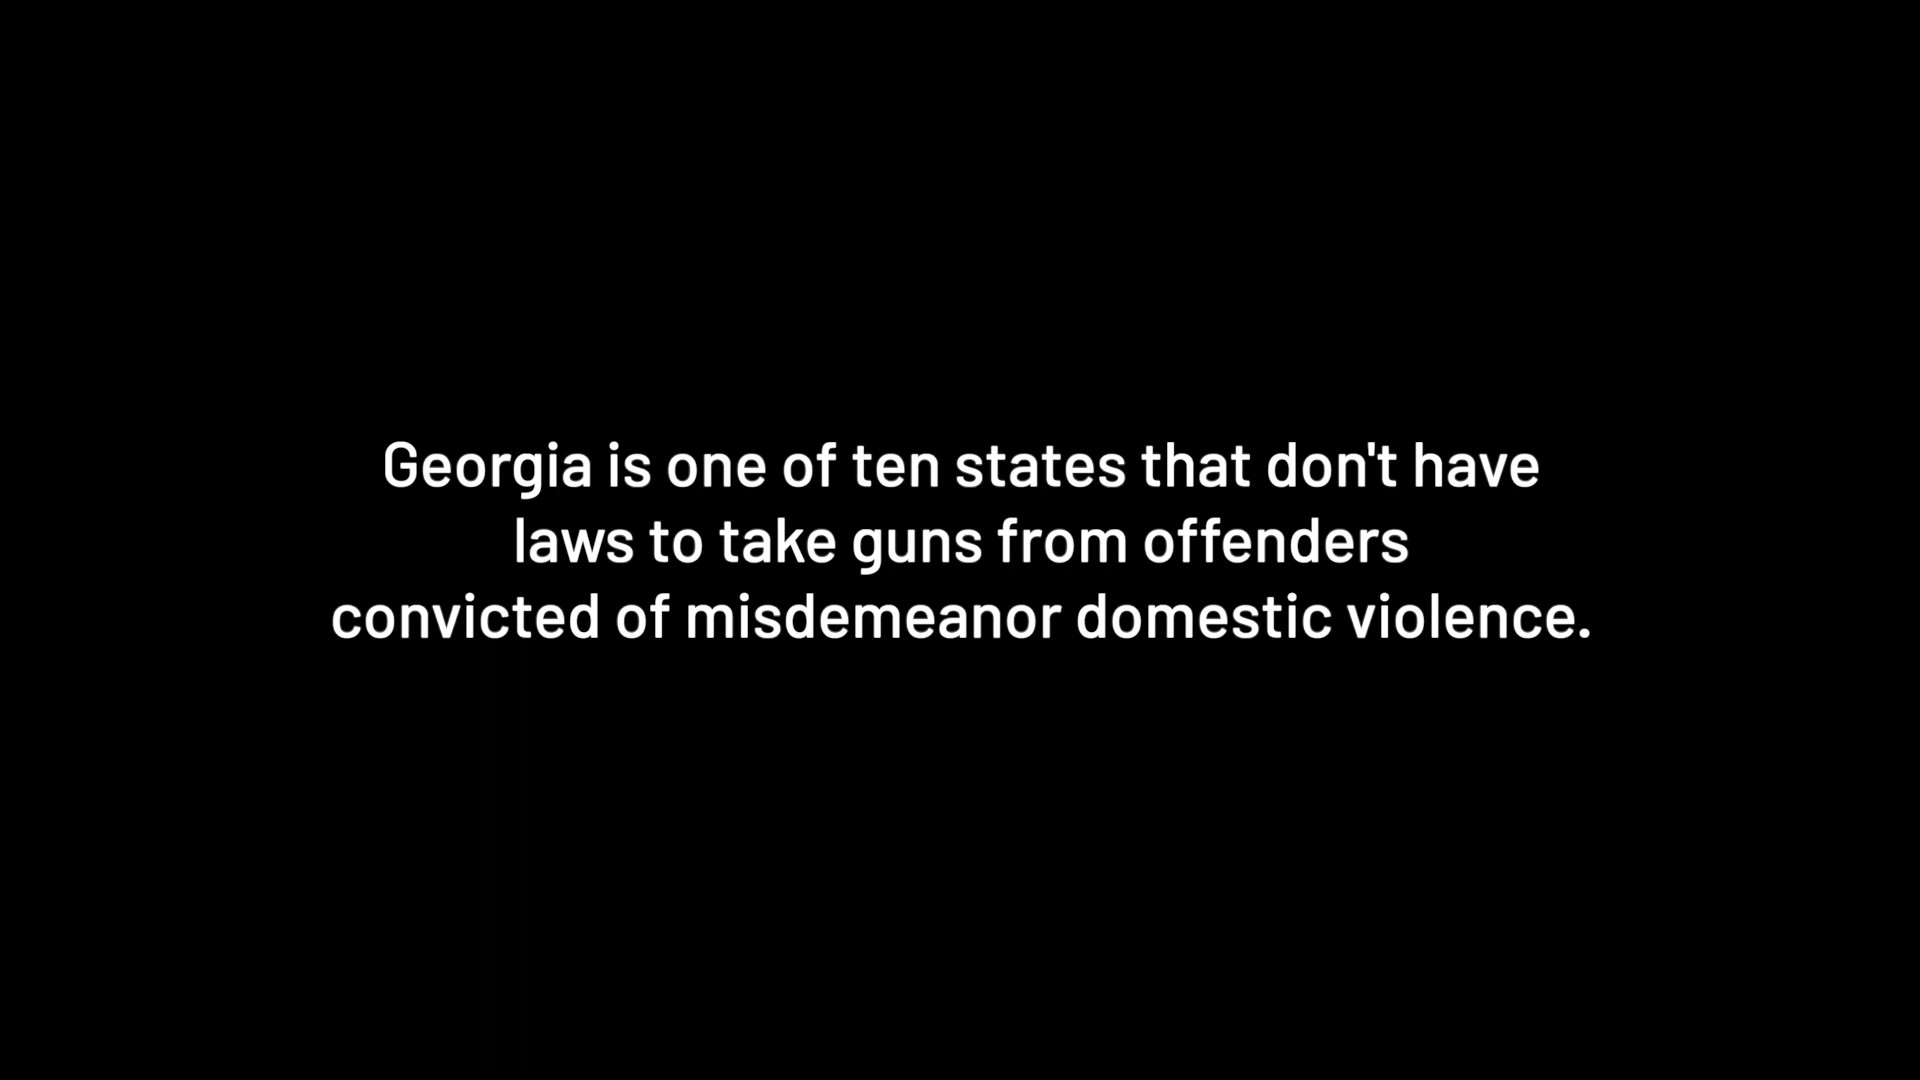 Georgia is one of ten states that don't have
laws to take guns from offenders
convicted of misdemeanor domestic violence.